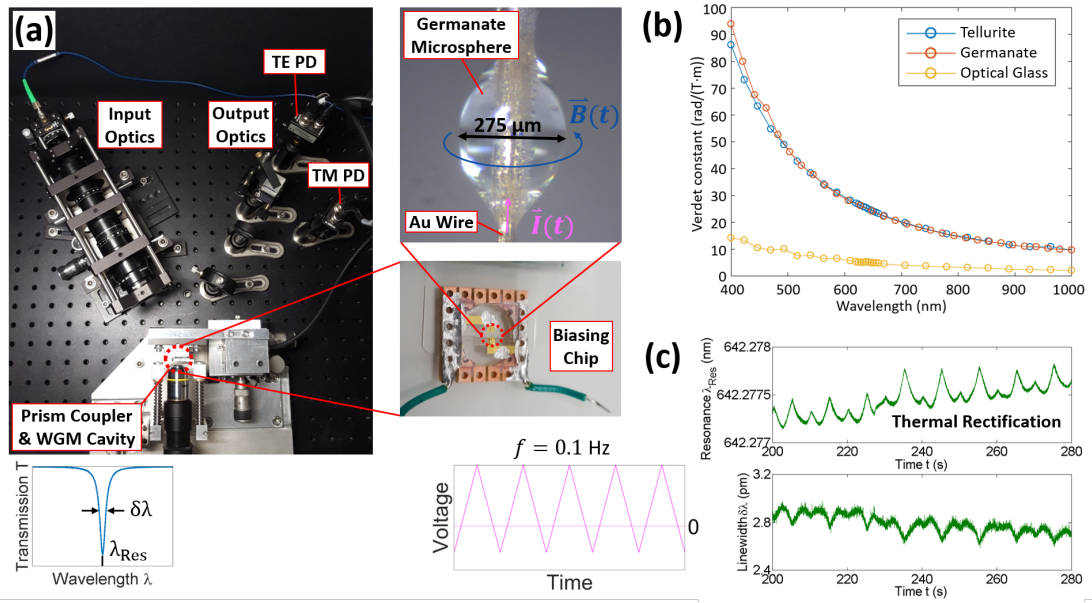 (a)
TE PD
Input
Optics
Output
Optics
TM PD
Prism Coupler
& WGM Cavity
Germanate
Microsphere
275 µm
B(t)
Au Wire
I(t)
Biasing
Chip
Transmission T
δλ
λRes
Wavelength λ
f = 0.1 Hz
Voltage
0
Time
(b)
Verdet constant (rad/(T·m))
100
90
80
70
60
50
40
30
20
10
0
Tellurite
Germanate
Optical Glass
400 500 600 700 800 900 1000
Wavelength (nm)
(c)
Resonance λRes (nm)
642.278
642.2775
642.277
Thermal Rectification
200 220 240 260 280
Time t (s)
Linewidth δλ (pm)
3.2
2.8
2.4
200 220 240 260 280
Time t (s)